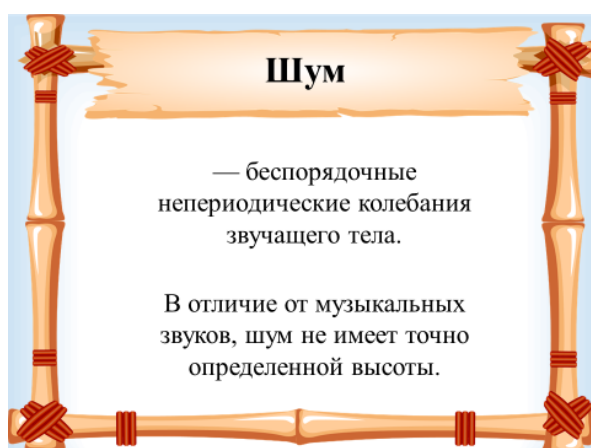 Шум
— беспорядочные
непериодические колебания
звучащего тела.
В отличие от музыкальных
звуков, шум не имеет точно
определенной высоты.